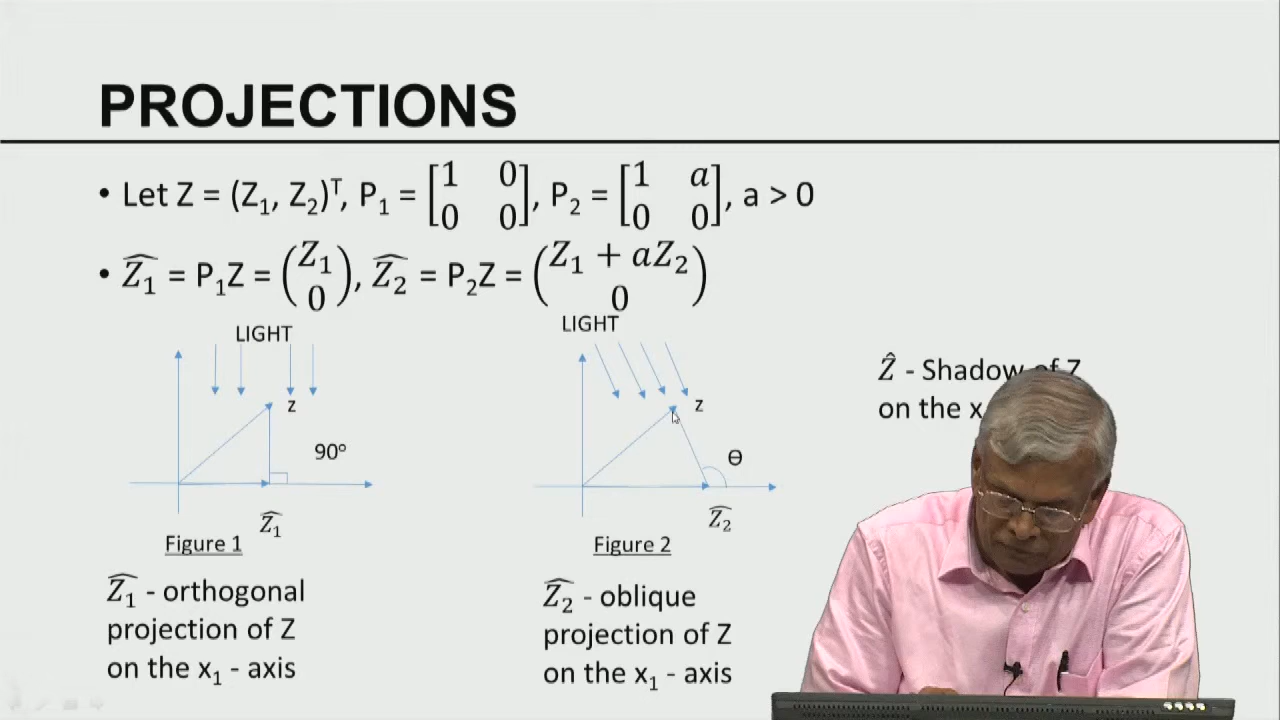 PROJECTIONS
• Let Z = (Z₁, Z₂)ᵀ, P₁ = [1 0; 0 0], P₂ = [1 a; 0 0], a > 0
• Ẑ₁ = P₁Z = (Z₁; 0), Ẑ₂ = P₂Z = (Z₁ + aZ₂; 0)
LIGHT
z
90º
Ẑ₁
Figure 1
Ẑ₁ - orthogonal
projection of Z
on the x₁ - axis
LIGHT
z
Ɵ
Ẑ₂
Figure 2
Ẑ₂ - oblique
projection of Z
on the x₁ - axis
Ẑ - Shadow of Z
on the x